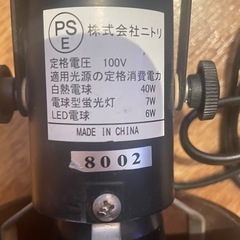 PS
E
株式会社ニトリ
定格電圧 100V
適用光源の定格消費電力
白熱電球 40W
電球型蛍光灯 7W
LED電球 6W
MADE IN CHINA
8002